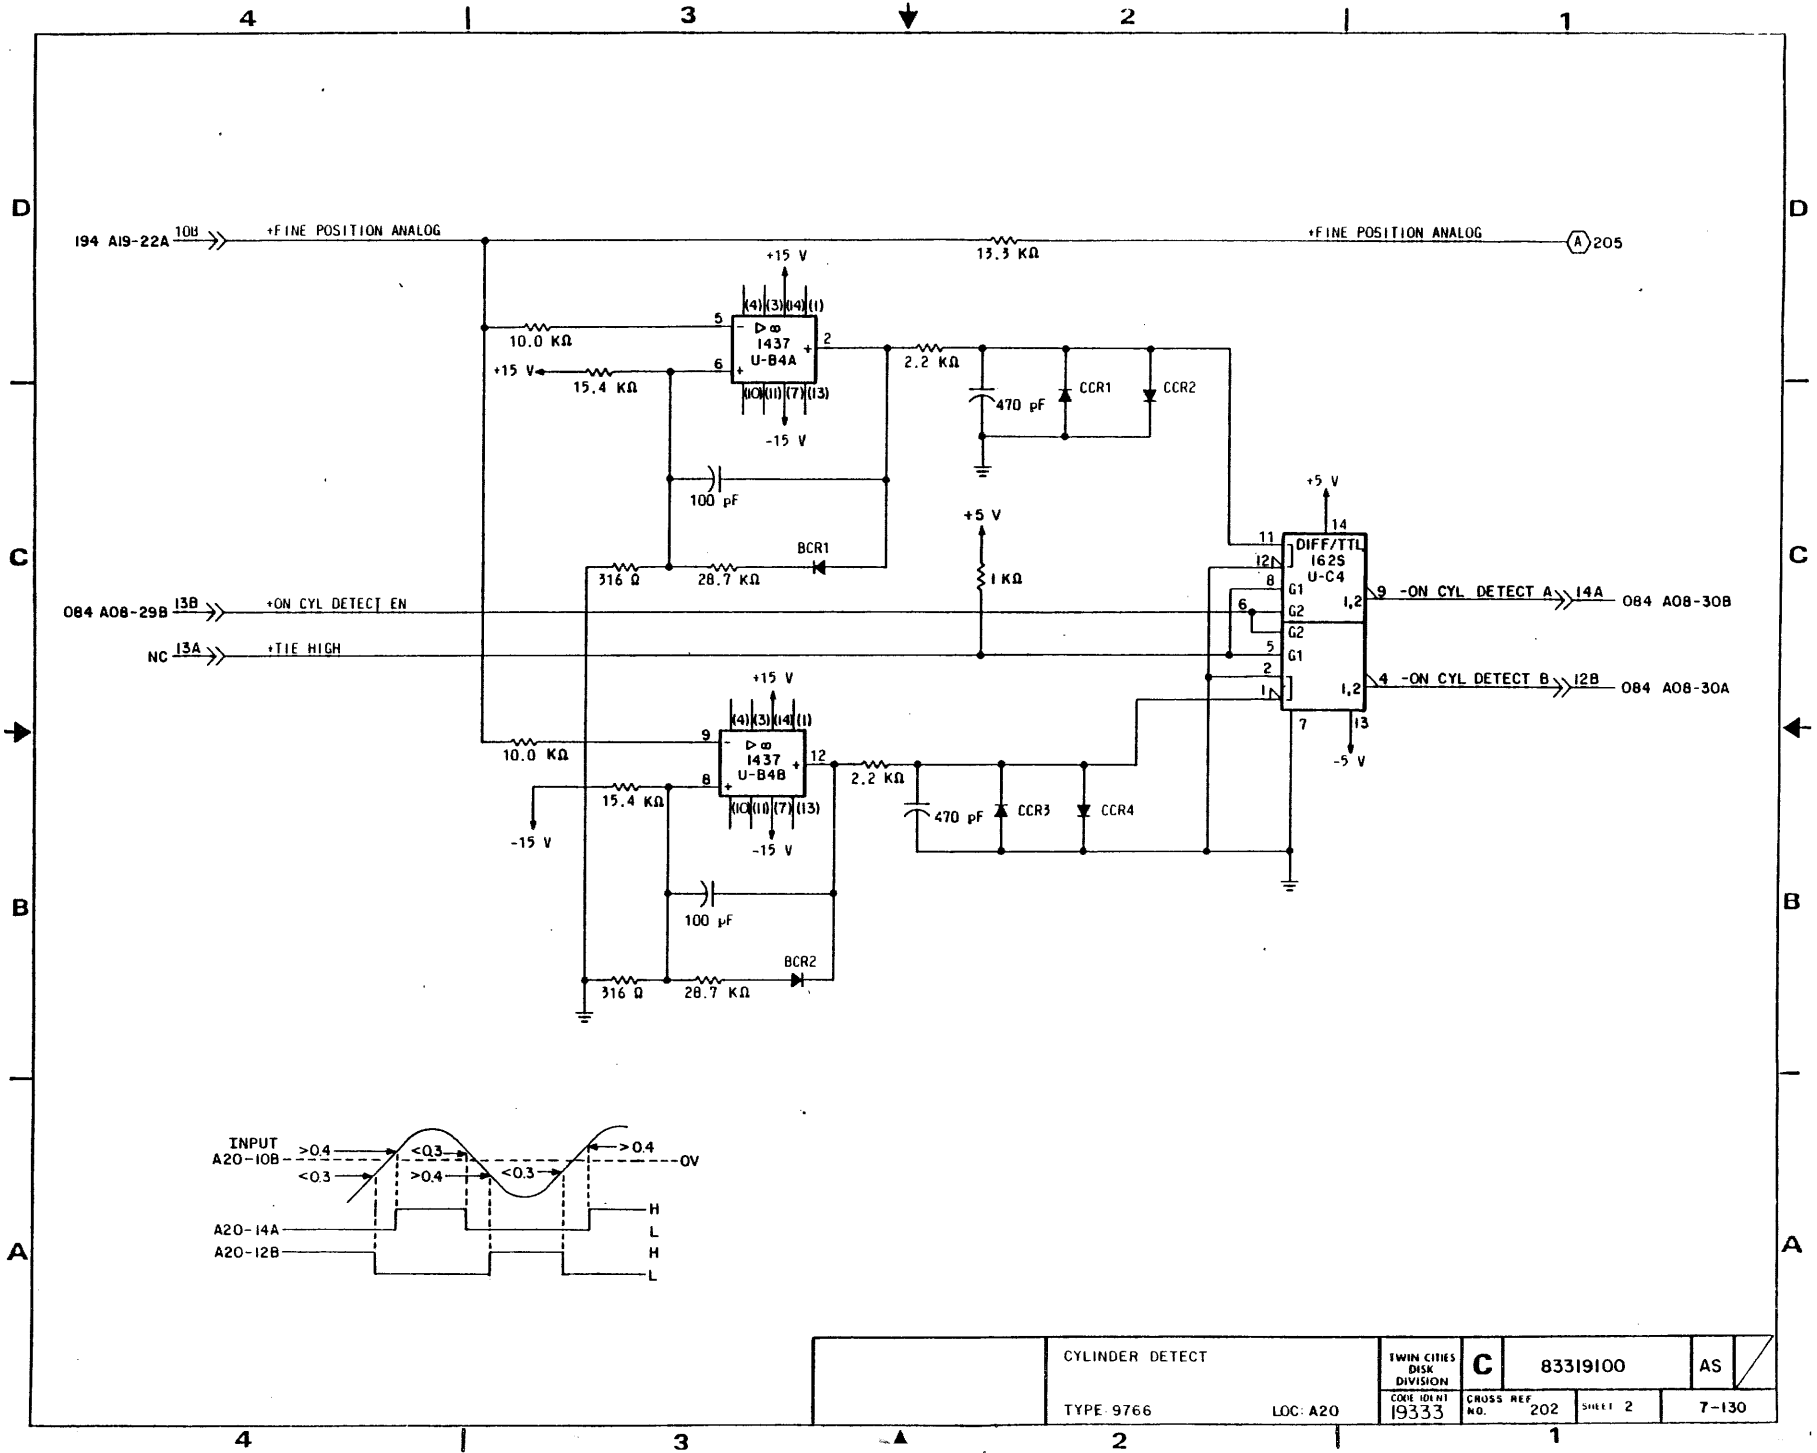 4 3 2 1
D D
194 A19-22A 10B +FINE POSITION ANALOG 13.3 KΩ +FINE POSITION ANALOG A 205
+15 V
(4) (3) (14) (1)
5 - ▷ ∞
10.0 KΩ 1437 + 2
U-B4A
2.2 KΩ
+15 V 15.4 KΩ 6 +
(10) (11) (7) (13)
-15 V
470 pF CCR1 CCR2
100 pF
+5 V
+5 V
14
C C
BCR1
316 Ω 28.7 KΩ
1 KΩ
11 DIFF/TTL
12 162S
U-C4
8 G1
6 G2
G2
5 G1
2
1
1,2 9 -ON CYL DETECT A 14A 084 A08-30B
1,2 4 -ON CYL DETECT B 12B 084 A08-30A
7 13
-5 V
084 A08-29B 13B +ON CYL DETECT EN
NC 13A +TIE HIGH
+15 V
(4) (3) (14) (1)
9 - ▷ ∞
10.0 KΩ 1437 + 12
U-B4B
2.2 KΩ
15.4 KΩ 8 +
(10) (11) (7) (13)
-15 V
-15 V
470 pF CCR3 CCR4
B B
100 pF
BCR2
316 Ω 28.7 KΩ
INPUT
A20-10B >0.4 <0.3 >0.4 0V
<0.3 >0.4 <0.3
H
A20-14A L
A20-12B H
L
A A
CYLINDER DETECT
TYPE 9766 LOC: A20
TWIN CITIES
DISK
DIVISION
CODE IDENT
19333
C 83319100 AS
CROSS REF
NO. 202
SHEET 2
7-130
4 3 2 1